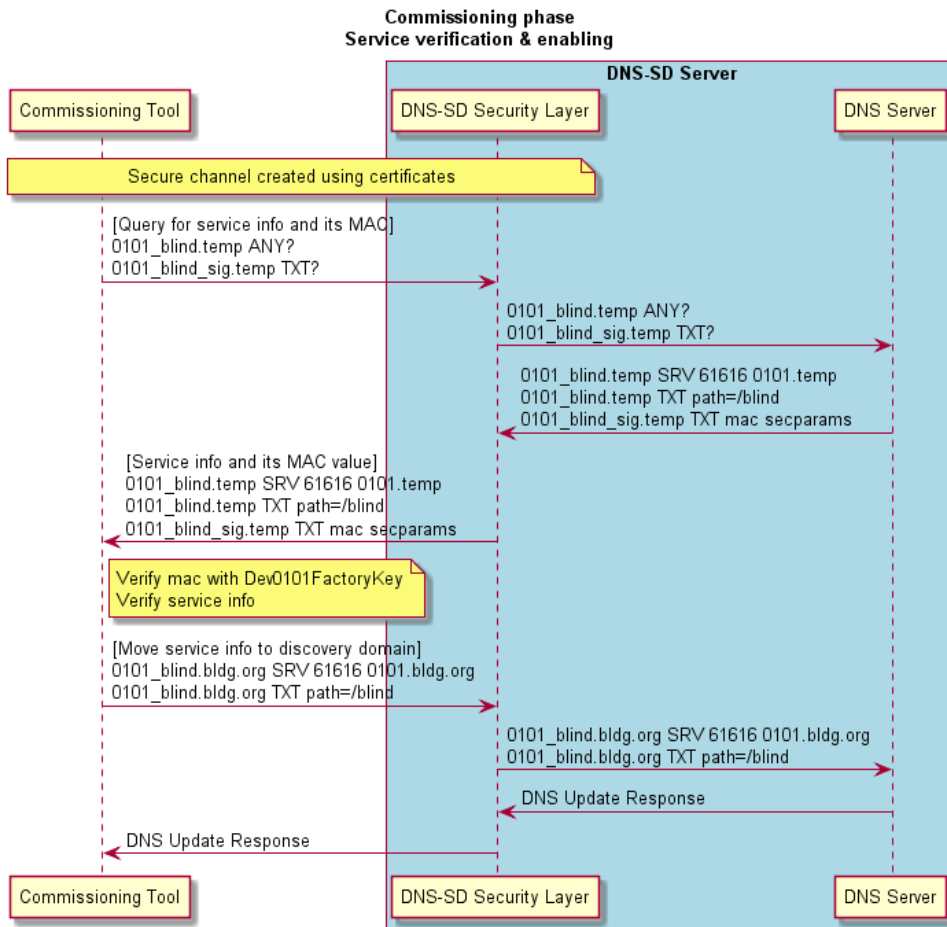 Commissioning phase
Service verification & enabling
DNS-SD Server
Commissioning Tool
DNS-SD Security Layer
DNS Server
Secure channel created using certificates
[Query for service info and its MAC]
0101_blind.temp ANY?
0101_blind_sig.temp TXT?
0101_blind.temp ANY?
0101_blind_sig.temp TXT?
0101_blind.temp SRV 61616 0101.temp
0101_blind.temp TXT path=/blind
0101_blind_sig.temp TXT mac secparams
[Service info and its MAC value]
0101_blind.temp SRV 61616 0101.temp
0101_blind.temp TXT path=/blind
0101_blind_sig.temp TXT mac secparams
Verify mac with Dev0101FactoryKey
Verify service info
[Move service info to discovery domain]
0101_blind.bldg.org SRV 61616 0101.bldg.org
0101_blind.bldg.org TXT path=/blind
0101_blind.bldg.org SRV 61616 0101.bldg.org
0101_blind.bldg.org TXT path=/blind
DNS Update Response
DNS Update Response
Commissioning Tool
DNS-SD Security Layer
DNS Server